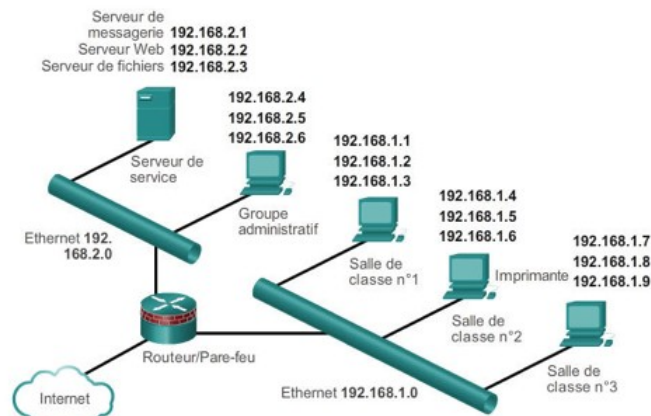 Serveur de
messagerie 192.168.2.1
Serveur Web 192.168.2.2
Serveur de fichiers 192.168.2.3
192.168.2.4
192.168.2.5
192.168.2.6
192.168.1.1
192.168.1.2
192.168.1.3
192.168.1.4
192.168.1.5
192.168.1.6
192.168.1.7
192.168.1.8
192.168.1.9
Serveur de
service
Groupe
administratif
Ethernet 192.
168.2.0
Salle de
classe n°1
Imprimante
Salle de
classe n°2
Salle de
classe n°3
Routeur/Pare-feu
Ethernet 192.168.1.0
Internet